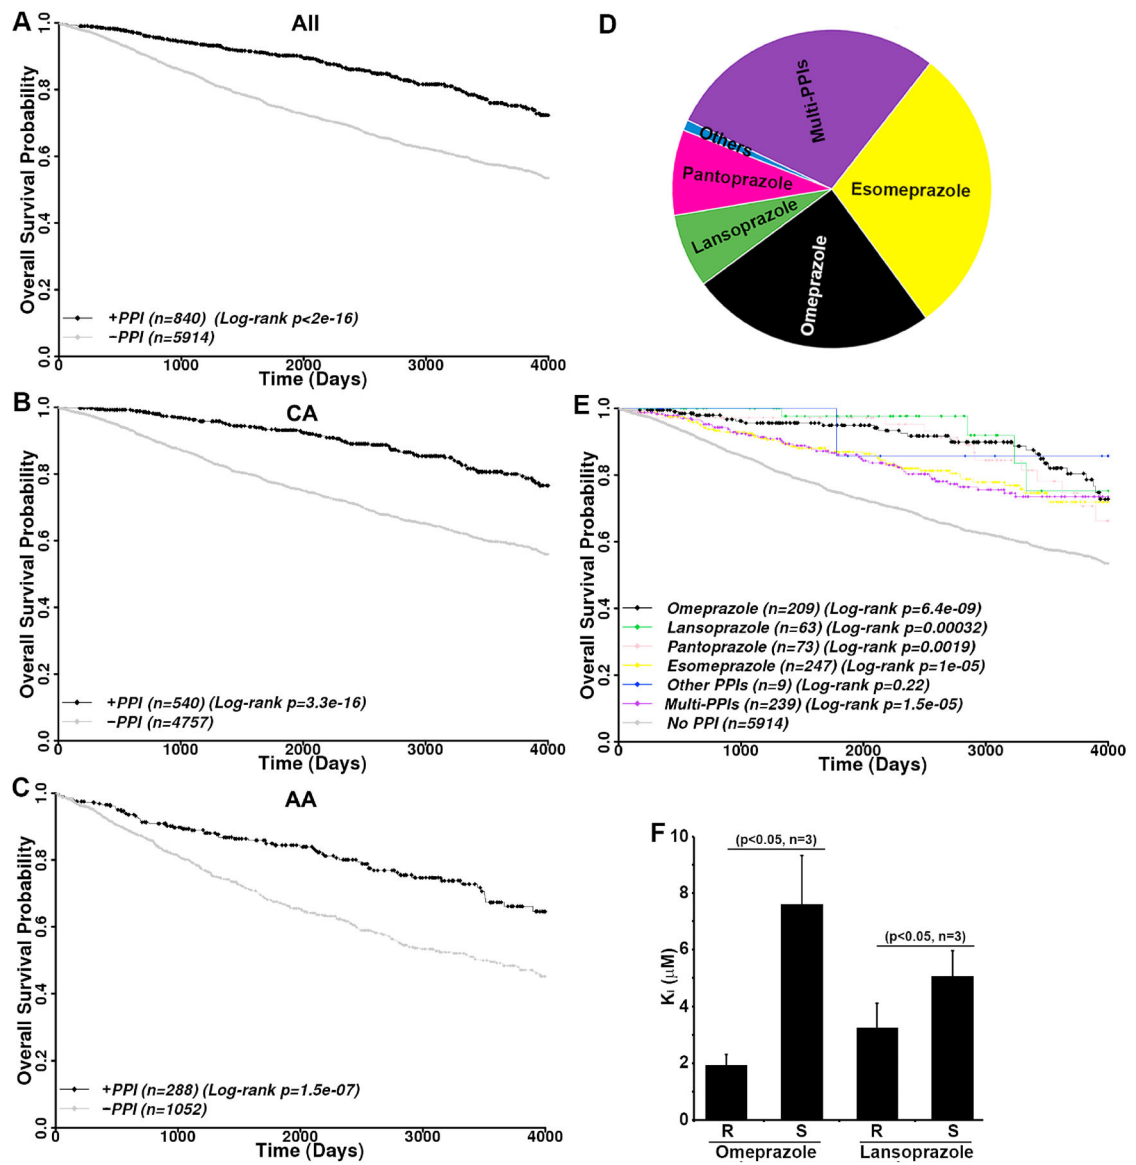 A
All
Overall Survival Probability
1.0
0.8
0.6
0.4
0.2
0.0
+PPI (n=840) (Log-rank p<2e-16)
−PPI (n=5914)
0 1000 2000 3000 4000
Time (Days)
B
CA
Overall Survival Probability
1.0
0.8
0.6
0.4
0.2
0.0
+PPI (n=540) (Log-rank p=3.3e-16)
−PPI (n=4757)
0 1000 2000 3000 4000
Time (Days)
C
AA
Overall Survival Probability
1.0
0.8
0.6
0.4
0.2
0.0
+PPI (n=288) (Log-rank p=1.5e-07)
−PPI (n=1052)
0 1000 2000 3000 4000
Time (Days)
D
Multi-PPIs
Others
Pantoprazole
Esomeprazole
Lansoprazole
Omeprazole
E
Overall Survival Probability
1.0
0.8
0.6
0.4
0.2
0.0
Omeprazole (n=209) (Log-rank p=6.4e-09)
Lansoprazole (n=63) (Log-rank p=0.00032)
Pantoprazole (n=73) (Log-rank p=0.0019)
Esomeprazole (n=247) (Log-rank p=1e-05)
Other PPIs (n=9) (Log-rank p=0.22)
Multi-PPIs (n=239) (Log-rank p=1.5e-05)
No PPI (n=5914)
0 1000 2000 3000 4000
Time (Days)
F
Ki (μM)
10
8
6
4
2
0
(p<0.05, n=3)
(p<0.05, n=3)
R S R S
Omeprazole Lansoprazole